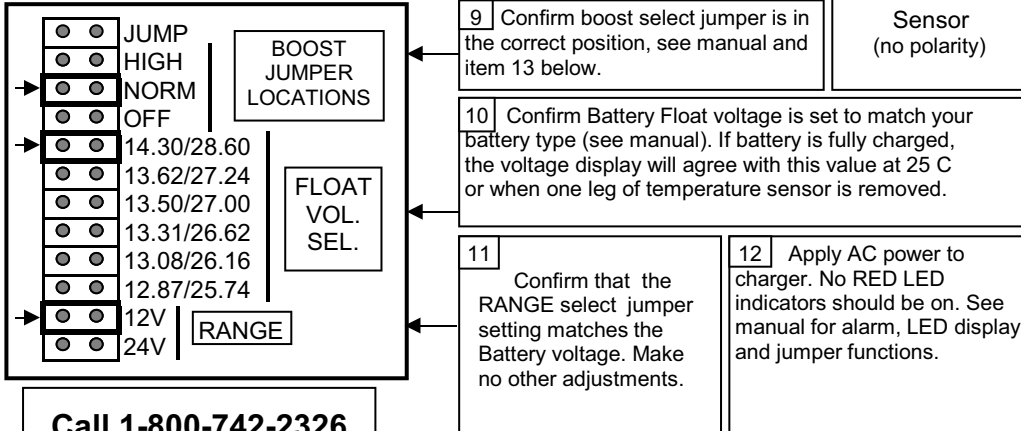 JUMP
HIGH
NORM
OFF
14.30/28.60
13.62/27.24
13.50/27.00
13.31/26.62
13.08/26.16
12.87/25.74
12V
24V
BOOST
JUMPER
LOCATIONS
FLOAT
VOL.
SEL.
RANGE
9 Confirm boost select jumper is in
the correct position, see manual and
item 13 below.
Sensor
(no polarity)
10 Confirm Battery Float voltage is set to match your
battery type (see manual). If battery is fully charged,
the voltage display will agree with this value at 25 C
or when one leg of temperature sensor is removed.
11
Confirm that the
RANGE select jumper
setting matches the
Battery voltage. Make
no other adjustments.
12 Apply AC power to
charger. No RED LED
indicators should be on. See
manual for alarm, LED display
and jumper functions.
Call 1-800-742-2326